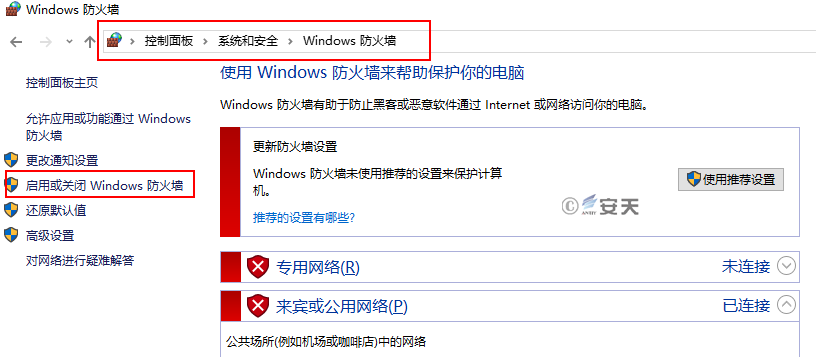 Windows 防火墙
控制面板 › 系统和安全 › Windows 防火墙
控制面板主页
允许应用或功能通过 Windows
防火墙
更改通知设置
启用或关闭 Windows 防火墙
还原默认值
高级设置
对网络进行疑难解答
使用 Windows 防火墙来帮助保护你的电脑
Windows 防火墙有助于防止黑客或恶意软件通过 Internet 或网络访问你的电脑。
更新防火墙设置
Windows 防火墙未使用推荐的设置来保护计算
机。
使用推荐设置
推荐的设置有哪些?
© ANTIY 安天
专用网络(R) 未连接
来宾或公用网络(P) 已连接
公共场所(例如机场或咖啡店)中的网络